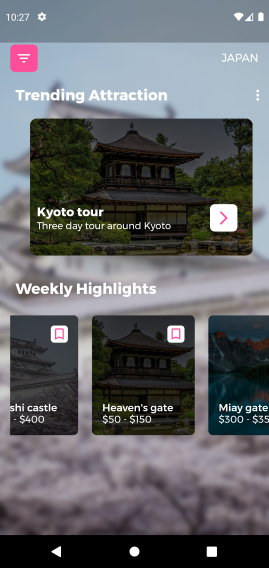 10:27
JAPAN
Trending Attraction
Kyoto tour
Three day tour around Kyoto
Weekly Highlights
shi castle
- $400
Heaven's gate
$50 - $150
Miay gate
$300 - $35